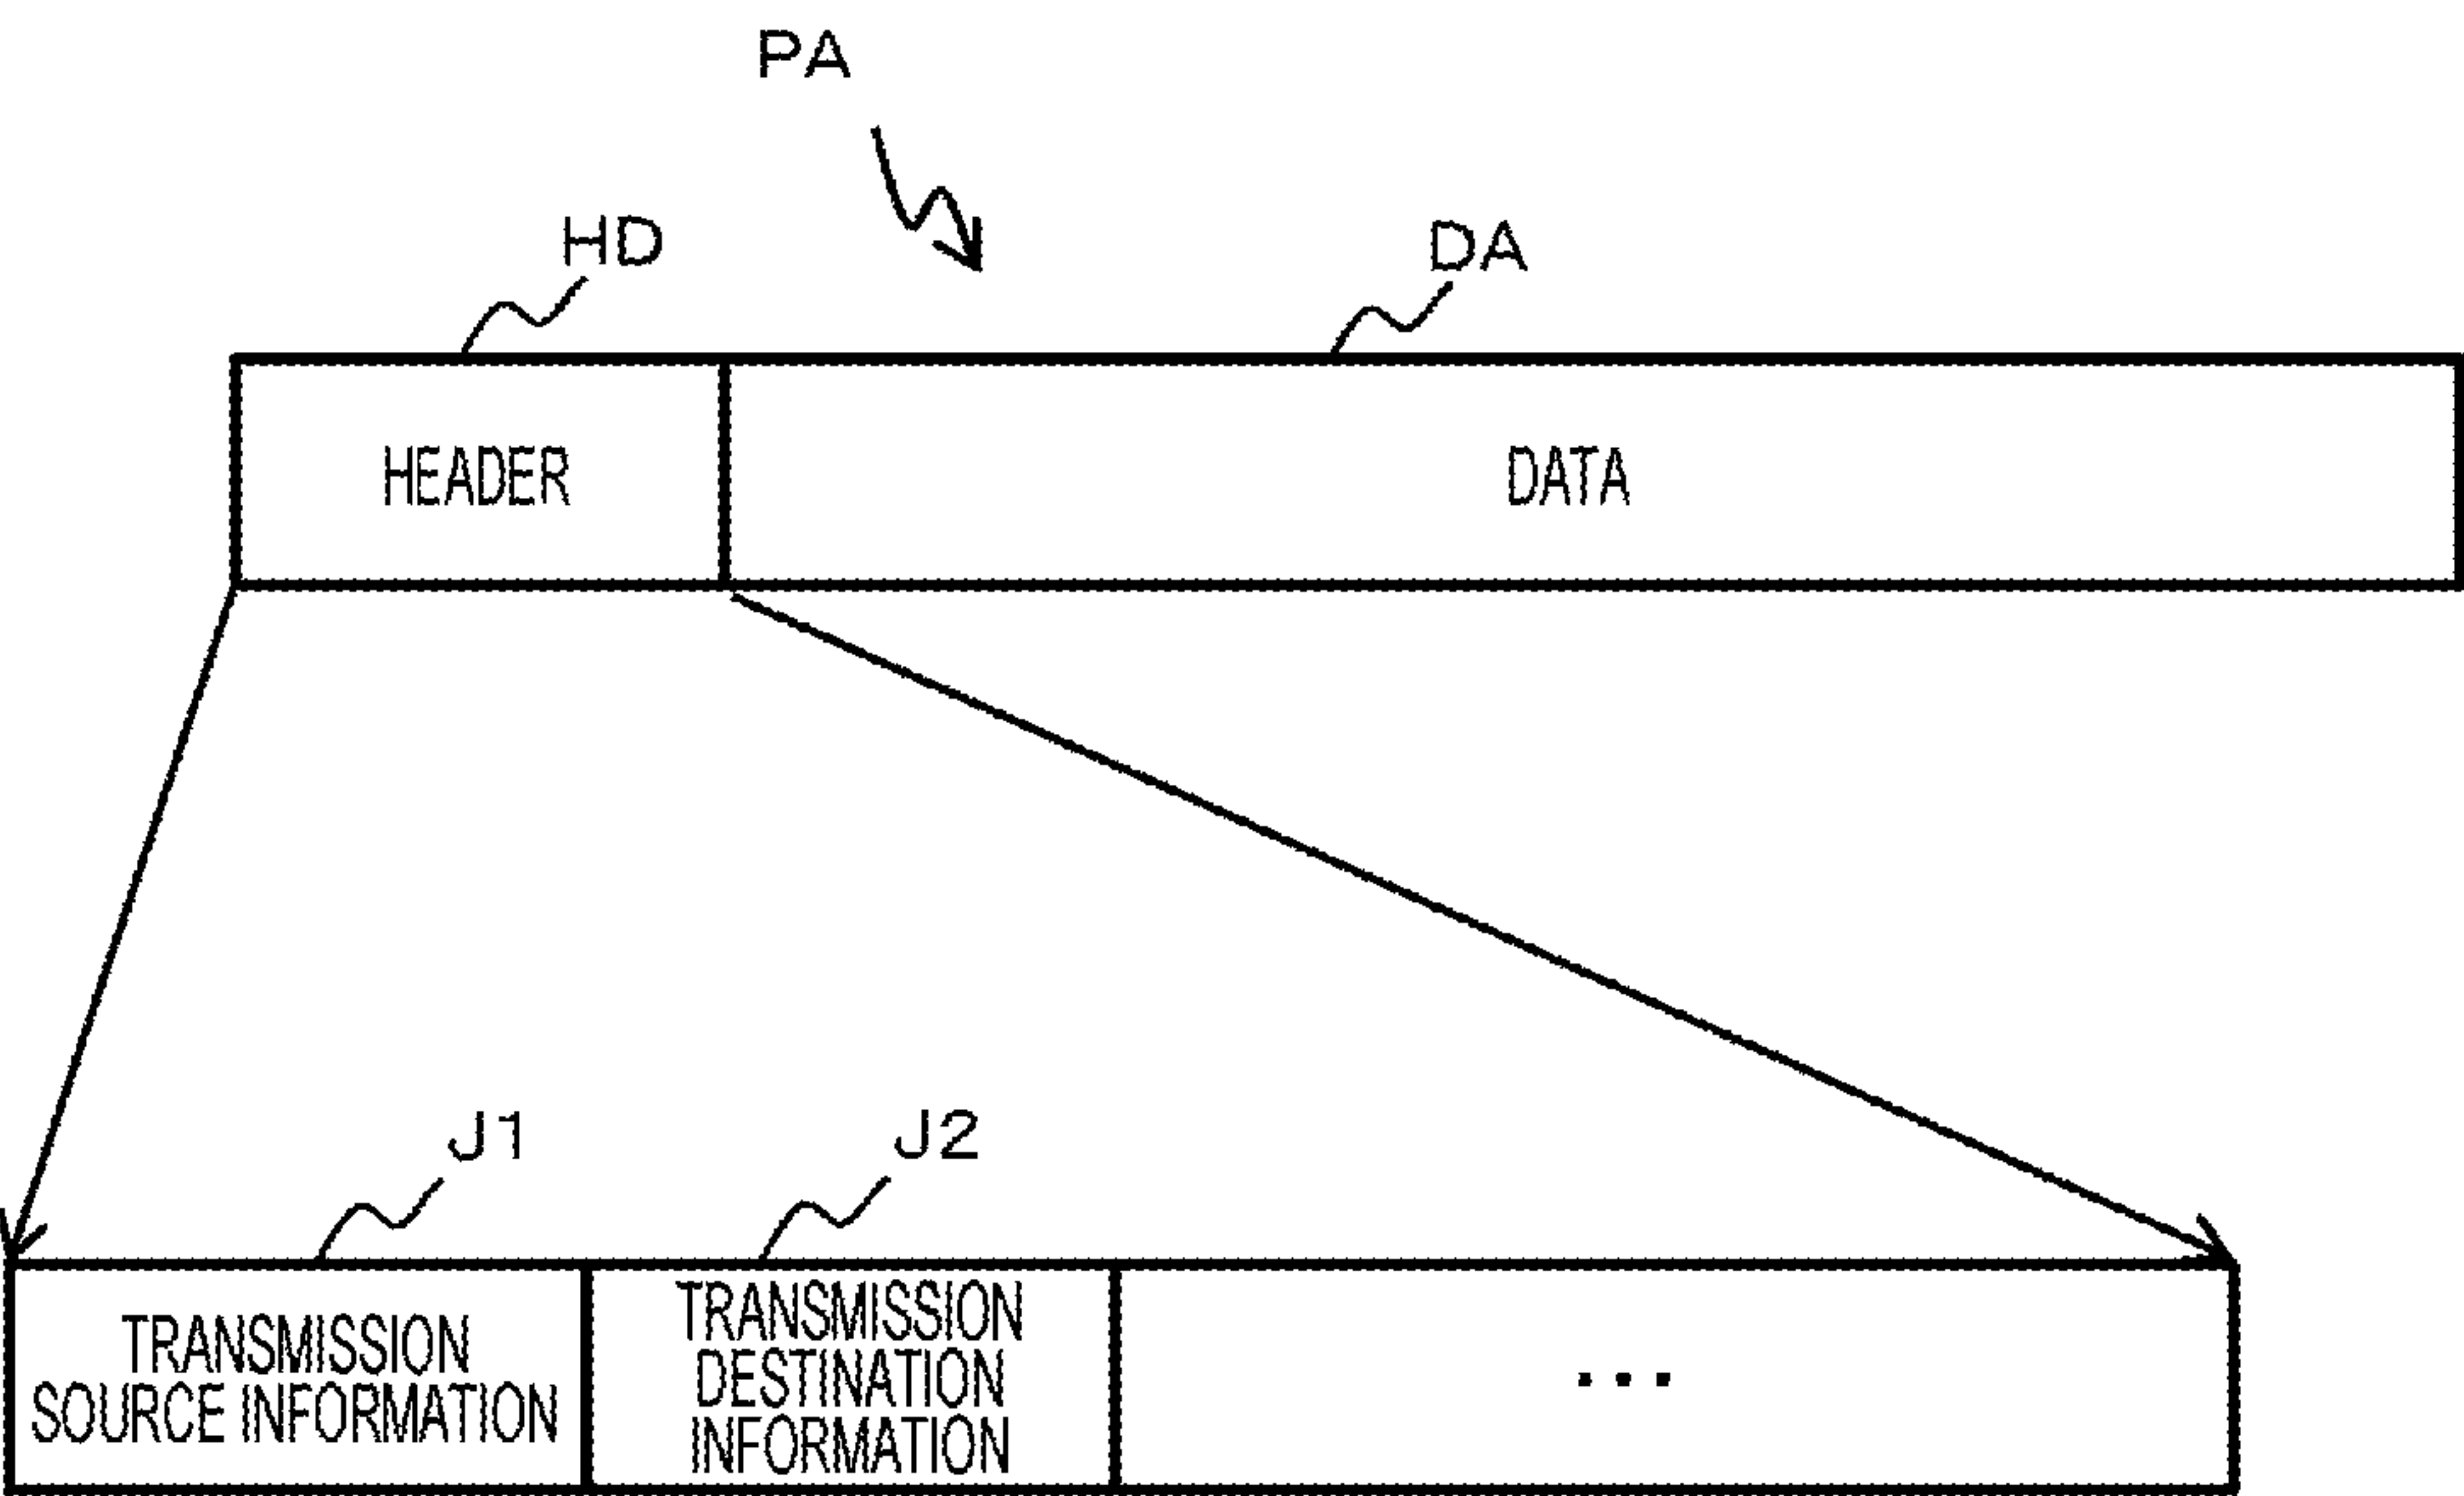 PA
HD
DA
HEADER
DATA
J1
J2
TRANSMISSION
SOURCE INFORMATION
TRANSMISSION
DESTINATION
INFORMATION
...